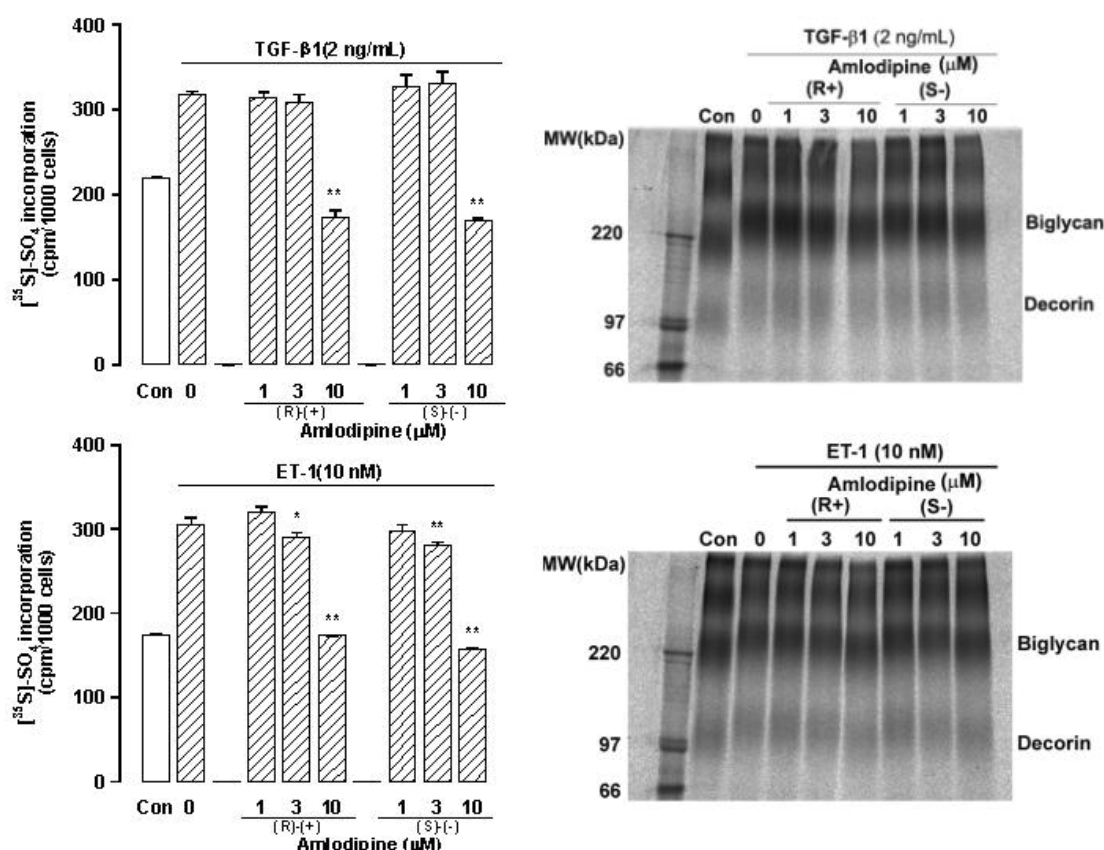 400
TGF-β1(2 ng/mL)
300
**
**
200
[³⁵S]-SO₄ incorporation
(cpm/1000 cells)
100
0
Con 0 1 3 10 1 3 10
(R)-(+) (S)-(-)
Amlodipine (μM)
TGF-β1 (2 ng/mL)
Amlodipine (μM)
(R+) (S-)
Con 0 1 3 10 1 3 10
MW(kDa)
220
97
66
Biglycan
Decorin
400
ET-1(10 nM)
300
* **
200
** **
[³⁵S]-SO₄ incorporation
(cpm/1000 cells)
100
0
Con 0 1 3 10 1 3 10
(R)-(+) (S)-(-)
Amlodipine (μM)
ET-1 (10 nM)
Amlodipine (μM)
(R+) (S-)
Con 0 1 3 10 1 3 10
MW(kDa)
220
97
66
Biglycan
Decorin